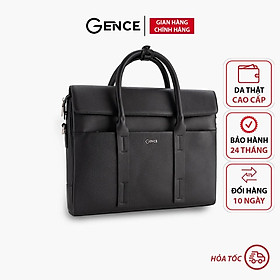 GENCE
GIAN HÀNG
CHÍNH HÃNG
DA THẬT
CAO CẤP
BẢO HÀNH
24 THÁNG
ĐỔI HÀNG
10 NGÀY
GENCE
HỎA TỐC